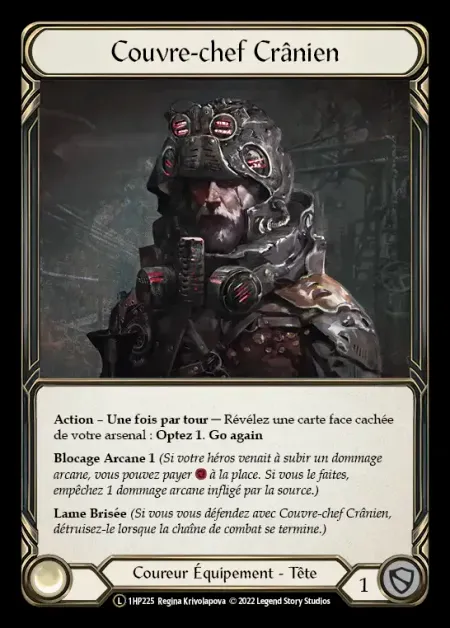 Couvre-chef Crânien
Action – Une fois par tour — Révélez une carte face cachée
de votre arsenal : Optez 1. Go again
Blocage Arcane 1 (Si votre héros venait à subir un dommage
arcane, vous pouvez payer à la place. Si vous le faites,
empêchez 1 dommage arcane infligé par la source.)
Lame Brisée (Si vous vous défendez avec Couvre-chef Crânien,
détruisez-le lorsque la chaîne de combat se termine.)
Coureur Équipement - Tête
1
L 1HP225 Regina Krivolapova © 2022 Legend Story Studios